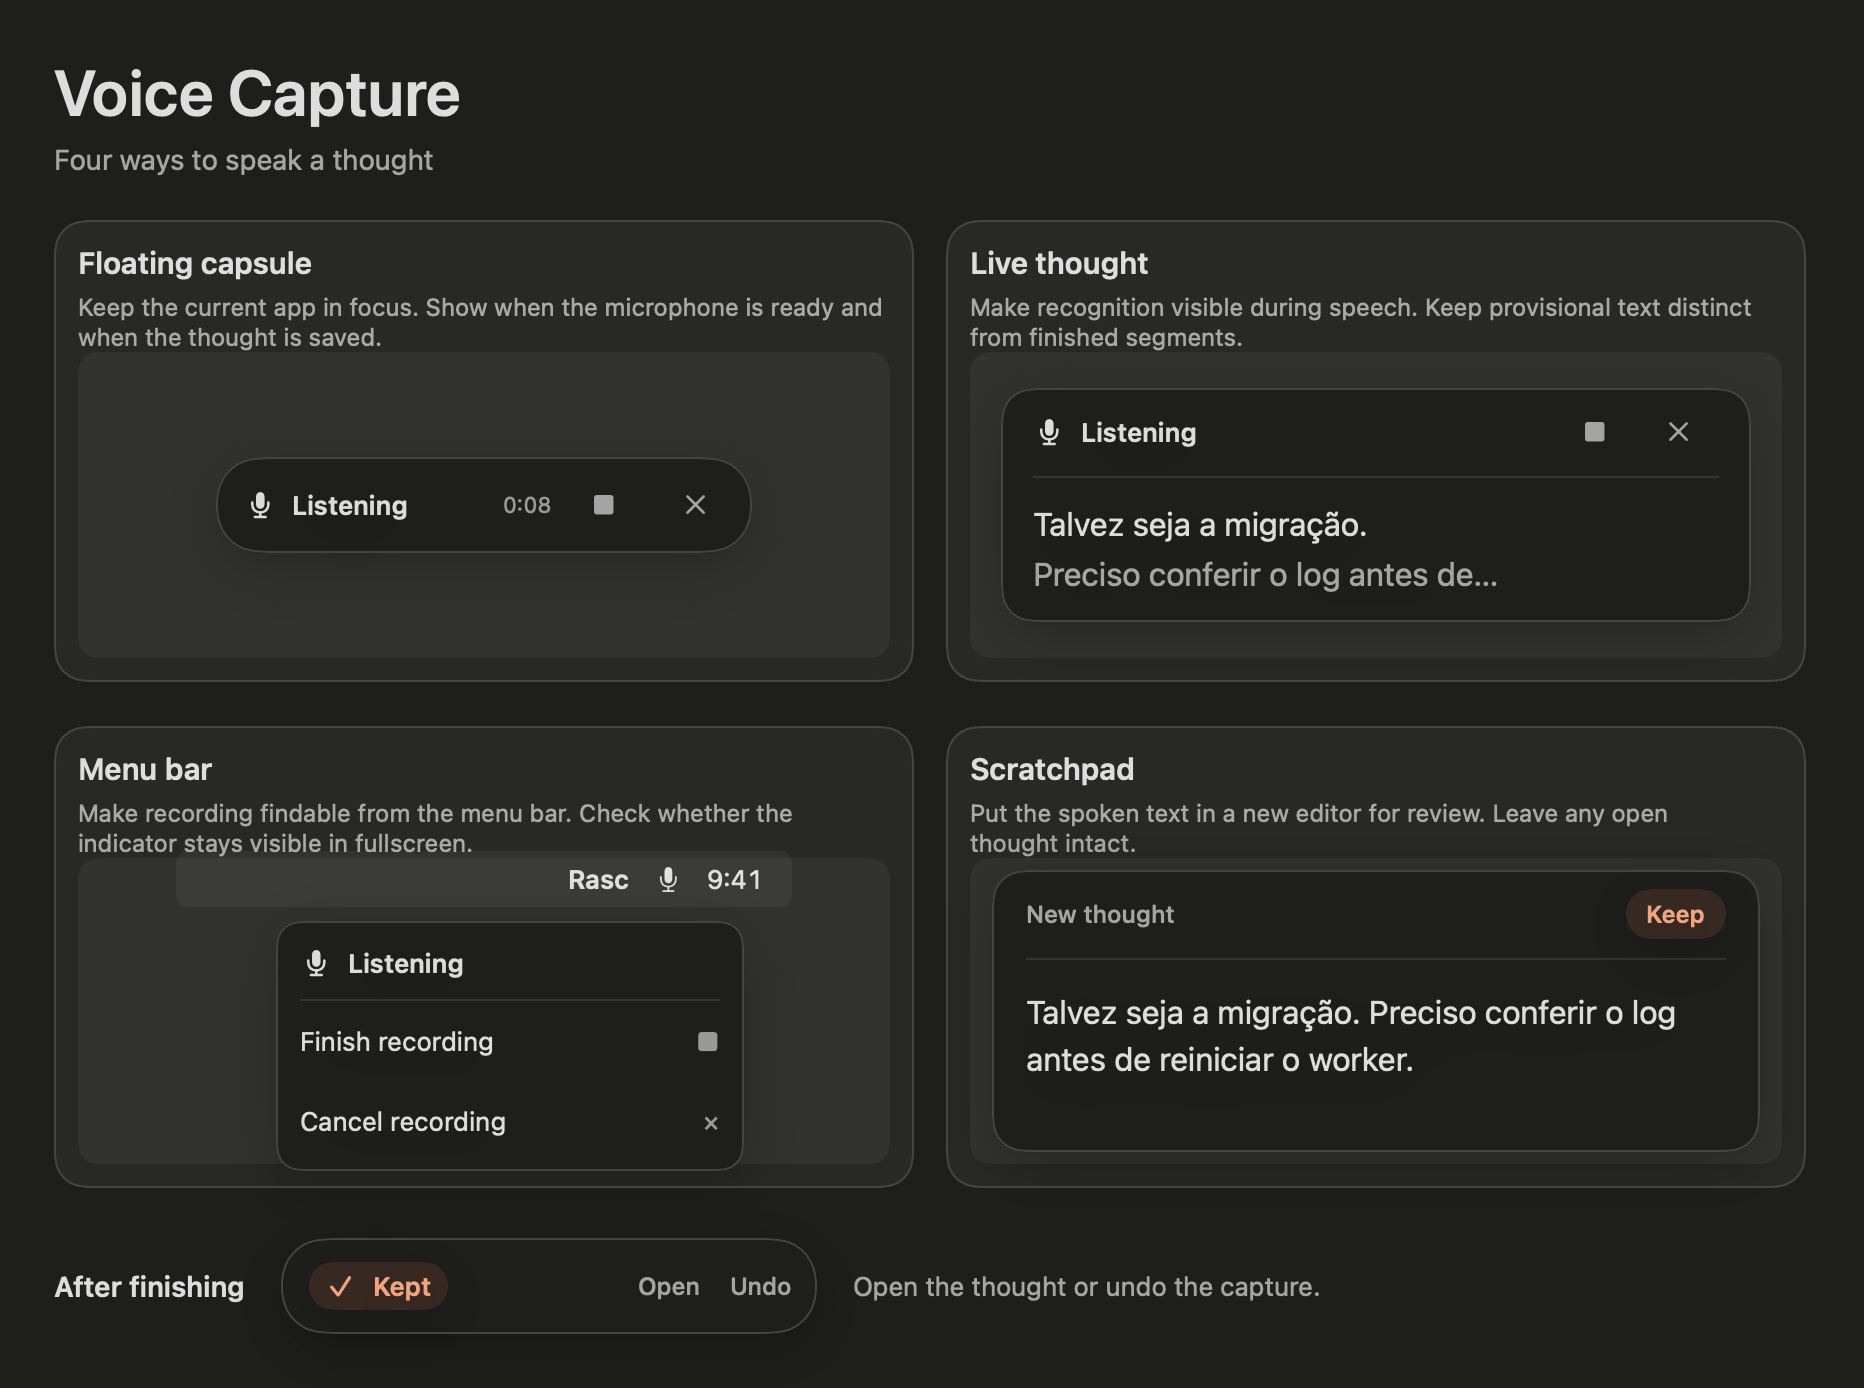 Voice Capture
Four ways to speak a thought
Floating capsule
Keep the current app in focus. Show when the microphone is ready and
when the thought is saved.
Listening 0:08
Live thought
Make recognition visible during speech. Keep provisional text distinct
from finished segments.
Listening
Talvez seja a migração.
Preciso conferir o log antes de...
Menu bar
Make recording findable from the menu bar. Check whether the
indicator stays visible in fullscreen.
Rasc 9:41
Listening
Finish recording
Cancel recording
Scratchpad
Put the spoken text in a new editor for review. Leave any open
thought intact.
New thought Keep
Talvez seja a migração. Preciso conferir o log
antes de reiniciar o worker.
After finishing Kept Open Undo Open the thought or undo the capture.